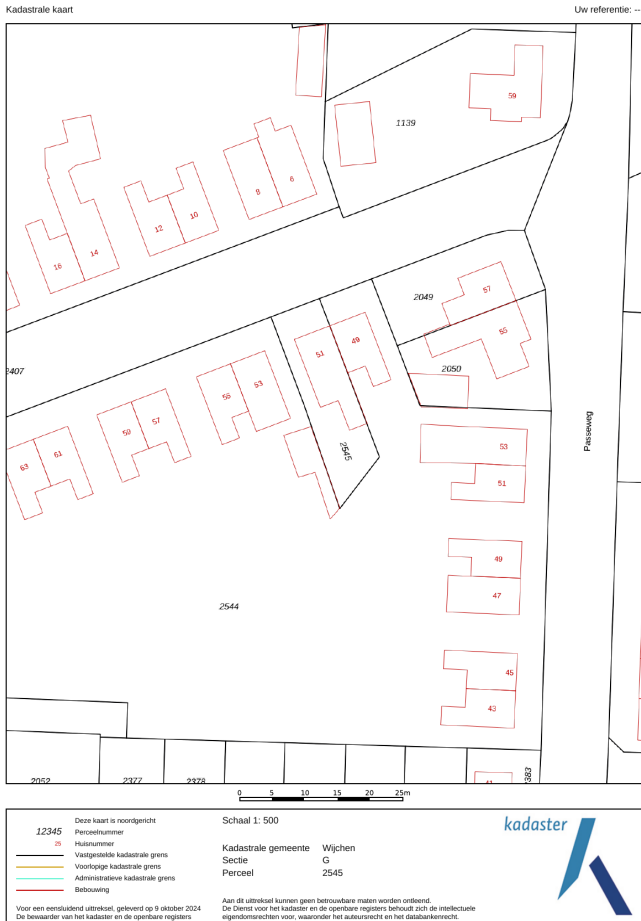 Kadastrale kaart
Uw referentie: --
59
1139
6
8
10
12
14
16
2049
57
55
2407
49
51
2050
53
55
57
59
53
61
63
2545
51
Passeweg
49
47
2544
45
43
41
2383
2052
2377
2378
0 5 10 15 20 25m
Deze kaart is noordgericht
12345 Perceelnummer
25 Huisnummer
Vastgestelde kadastrale grens
Voorlopige kadastrale grens
Administratieve kadastrale grens
Bebouwing
Voor een eensluidend uittreksel, geleverd op 9 oktober 2024
De bewaarder van het kadaster en de openbare registers
Schaal 1: 500
Kadastrale gemeente Wijchen
Sectie G
Perceel 2545
Aan dit uittreksel kunnen geen betrouwbare maten worden ontleend.
De Dienst voor het kadaster en de openbare registers behoudt zich de intellectuele
eigendomsrechten voor, waaronder het auteursrecht en het databankenrecht.
kadaster